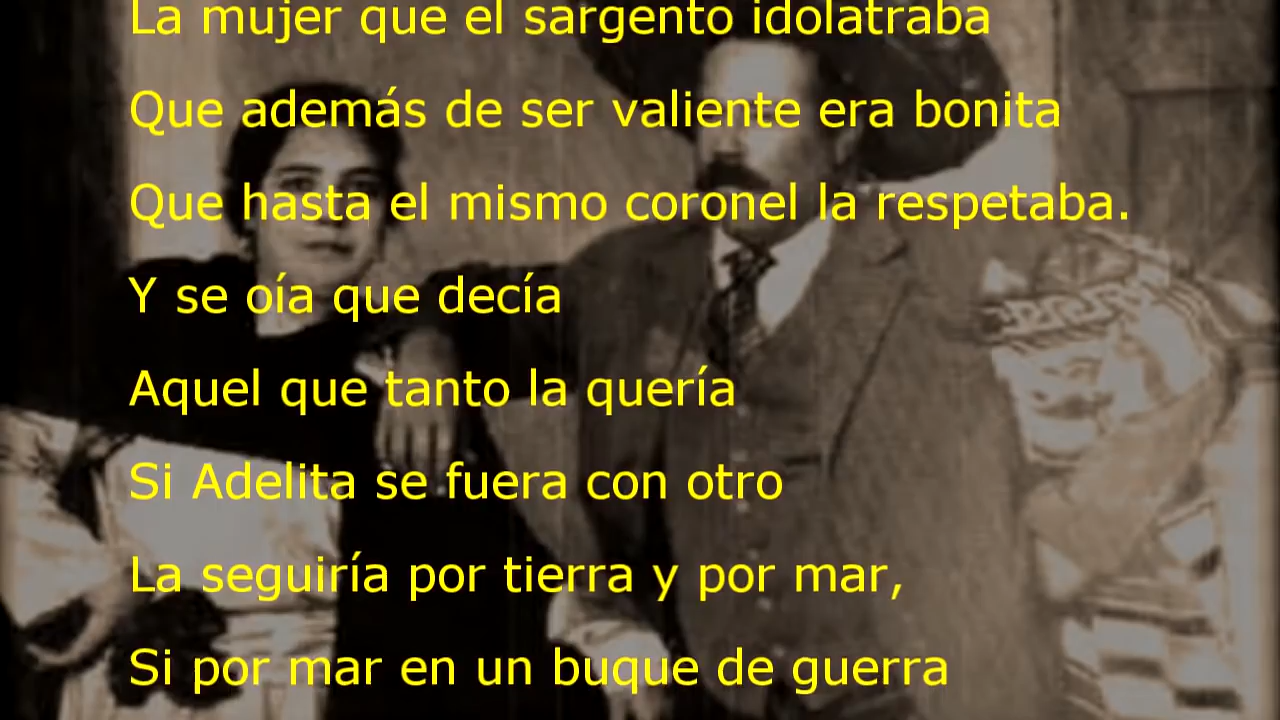 La mujer que el sargento idolatraba
Que además de ser valiente era bonita
Que hasta el mismo coronel la respetaba.
Y se oía que decía
Aquel que tanto la quería
Si Adelita se fuera con otro
La seguiría por tierra y por mar,
Si por mar en un buque de guerra